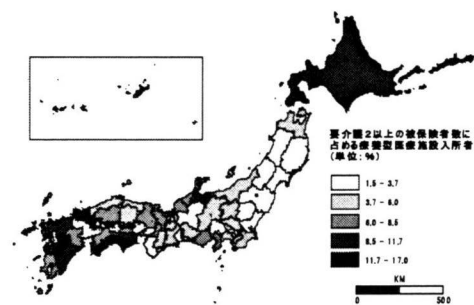 要介護2以上の被保険者数に
占める療養型医療施設入所者
(単位：%)
1.5 - 3.7
3.7 - 6.0
6.0 - 8.5
8.5 - 11.7
11.7 - 17.0
KM
0 500